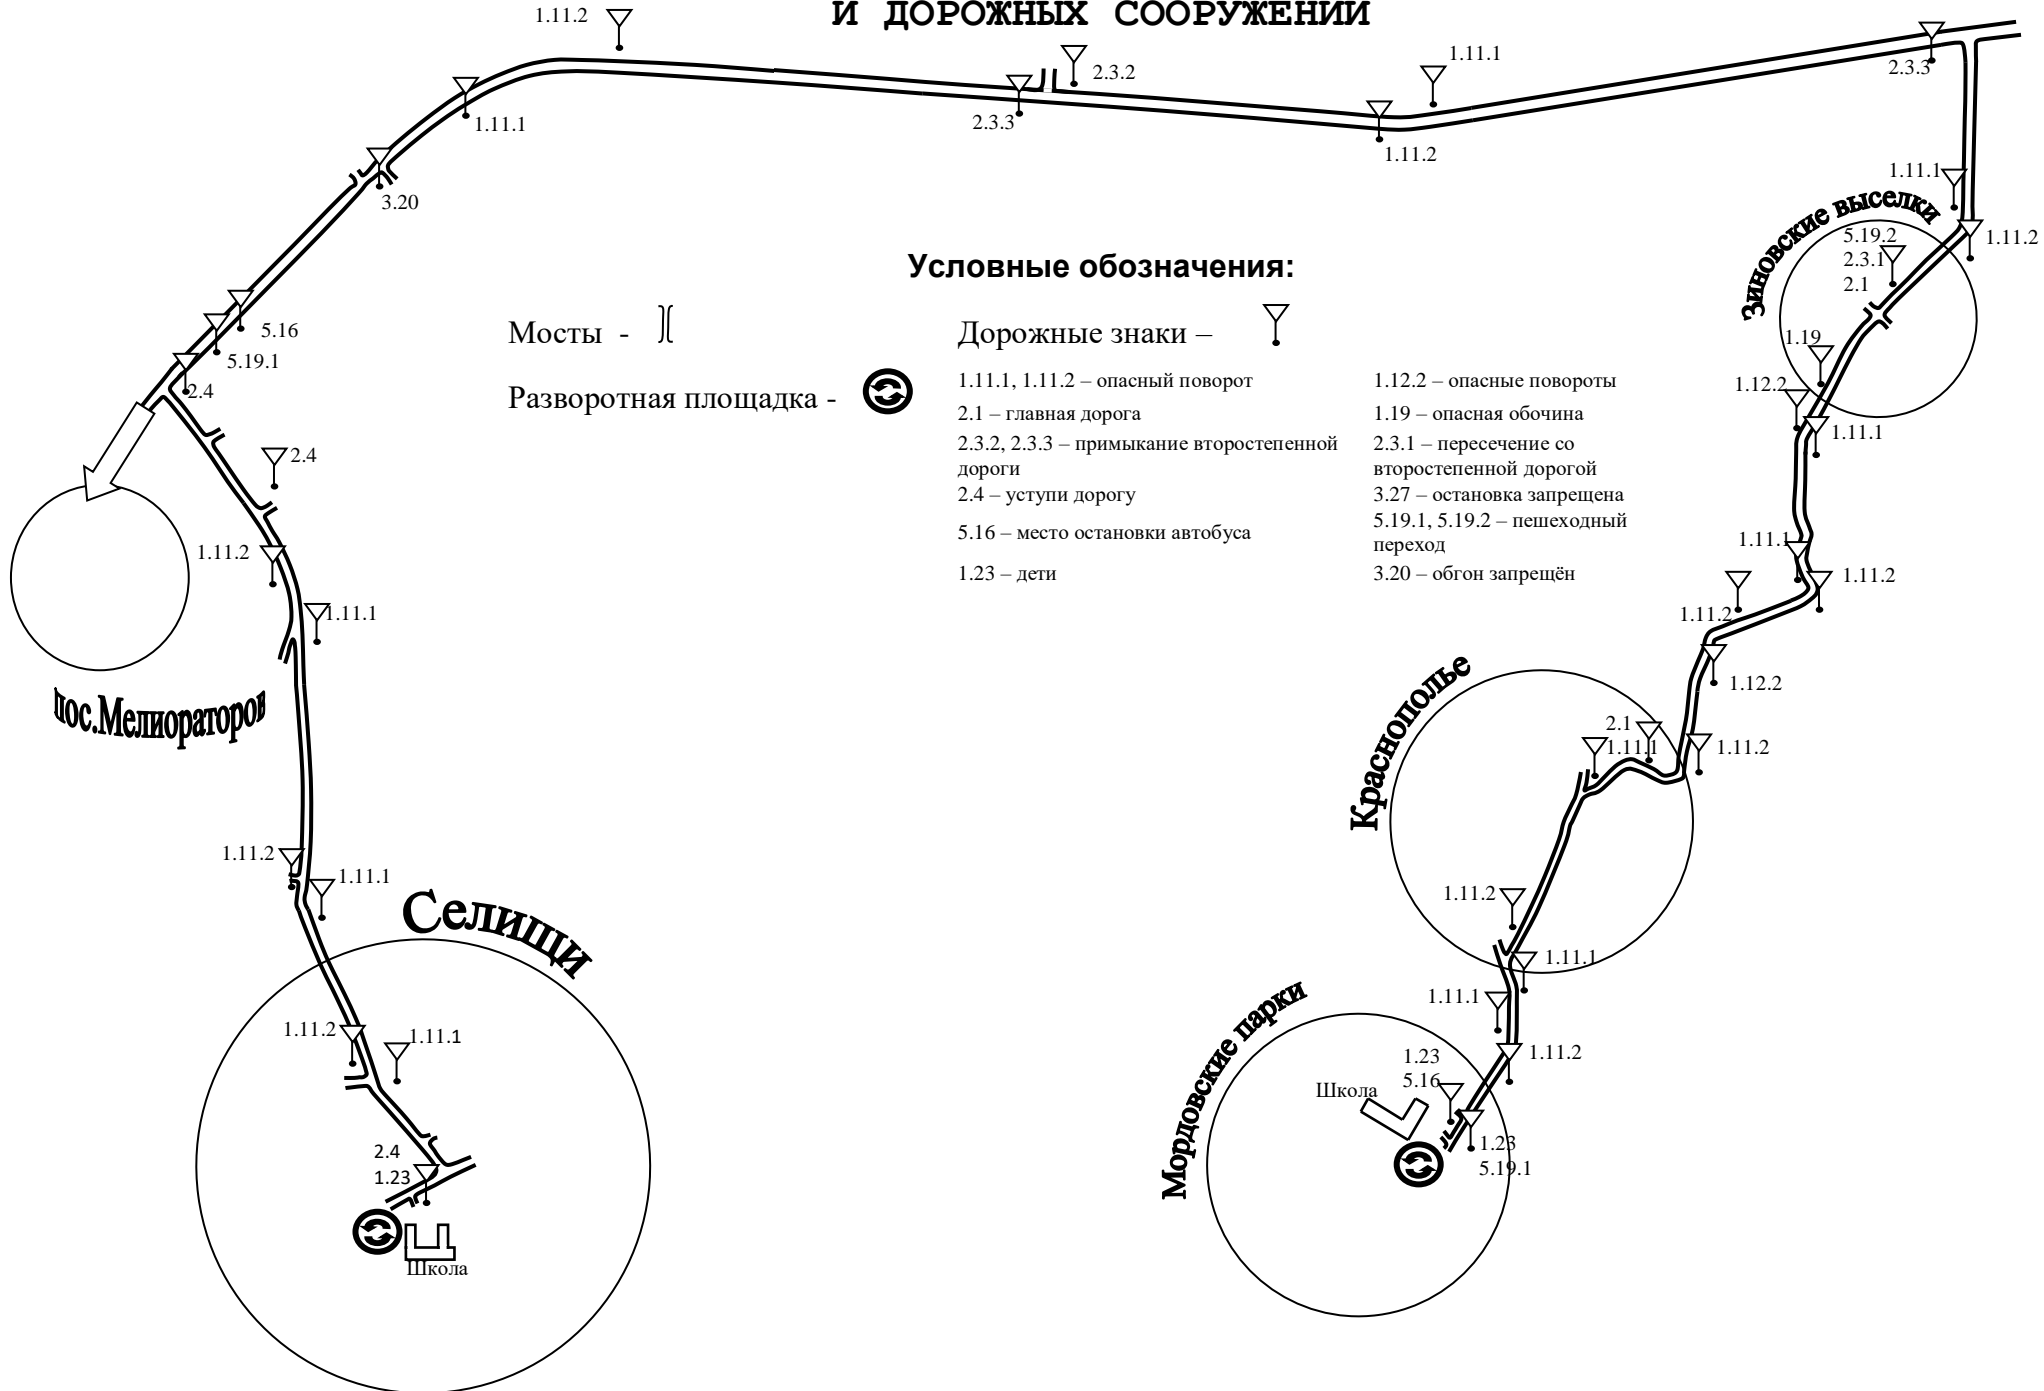 И ДОРОЖНЫХ СООРУЖЕНИЙ
1.11.2
1.11.1
2.3.2
2.3.3
1.11.1
2.3.3
1.11.2
3.20
1.11.1
1.11.2
Зиновские выселки
5.19.2
2.3.1
2.1
Условные обозначения:
Мосты -
Дорожные знаки –
Разворотная площадка -
1.11.1, 1.11.2 – опасный поворот
1.12.2 – опасные повороты
2.1 – главная дорога
1.19 – опасная обочина
2.3.2, 2.3.3 – примыкание второстепенной
дороги
2.3.1 – пересечение со
второстепенной дорогой
2.4 – уступи дорогу
3.27 – остановка запрещена
5.16 – место остановки автобуса
5.19.1, 5.19.2 – пешеходный
переход
1.23 – дети
3.20 – обгон запрещён
5.16
5.19.1
2.4
1.19
1.12.2
1.11.1
2.4
1.11.2
1.11.1
1.11.1
1.11.2
1.11.2
1.12.2
пос.Мелиораторов
Краснополье
2.1
1.11.1
1.11.2
1.11.2
1.11.1
Селищи
1.11.2
1.11.1
1.11.1
1.11.2
1.11.2
1.11.1
Мордовские парки
1.23
5.16
Школа
1.23
5.19.1
2.4
1.23
Школа